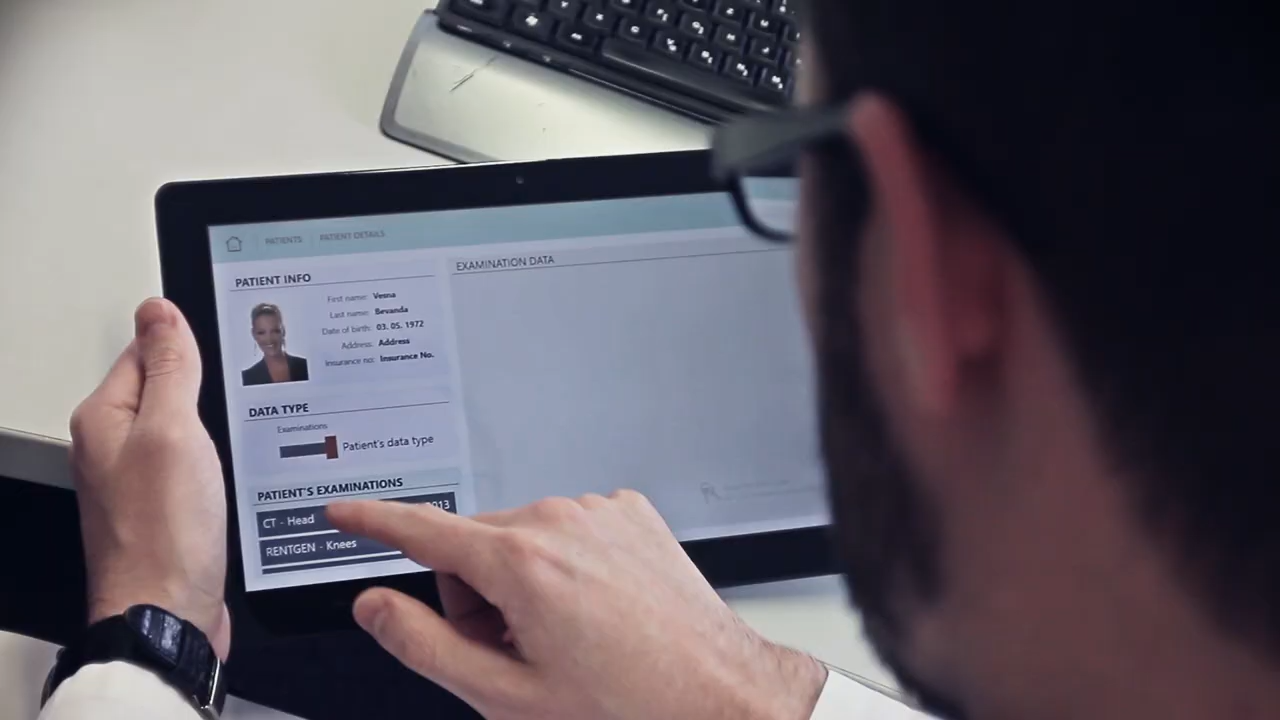 PATIENTS PATIENT DETAILS
PATIENT INFO
First name: Vesna
Last name: Bevanda
Date of birth: 03. 05. 1972
Address: Address
Insurance no: Insurance No.
DATA TYPE
Examinations
Patient's data type
PATIENT'S EXAMINATIONS
CT - Head 2013
RENTGEN - Knees
EXAMINATION DATA